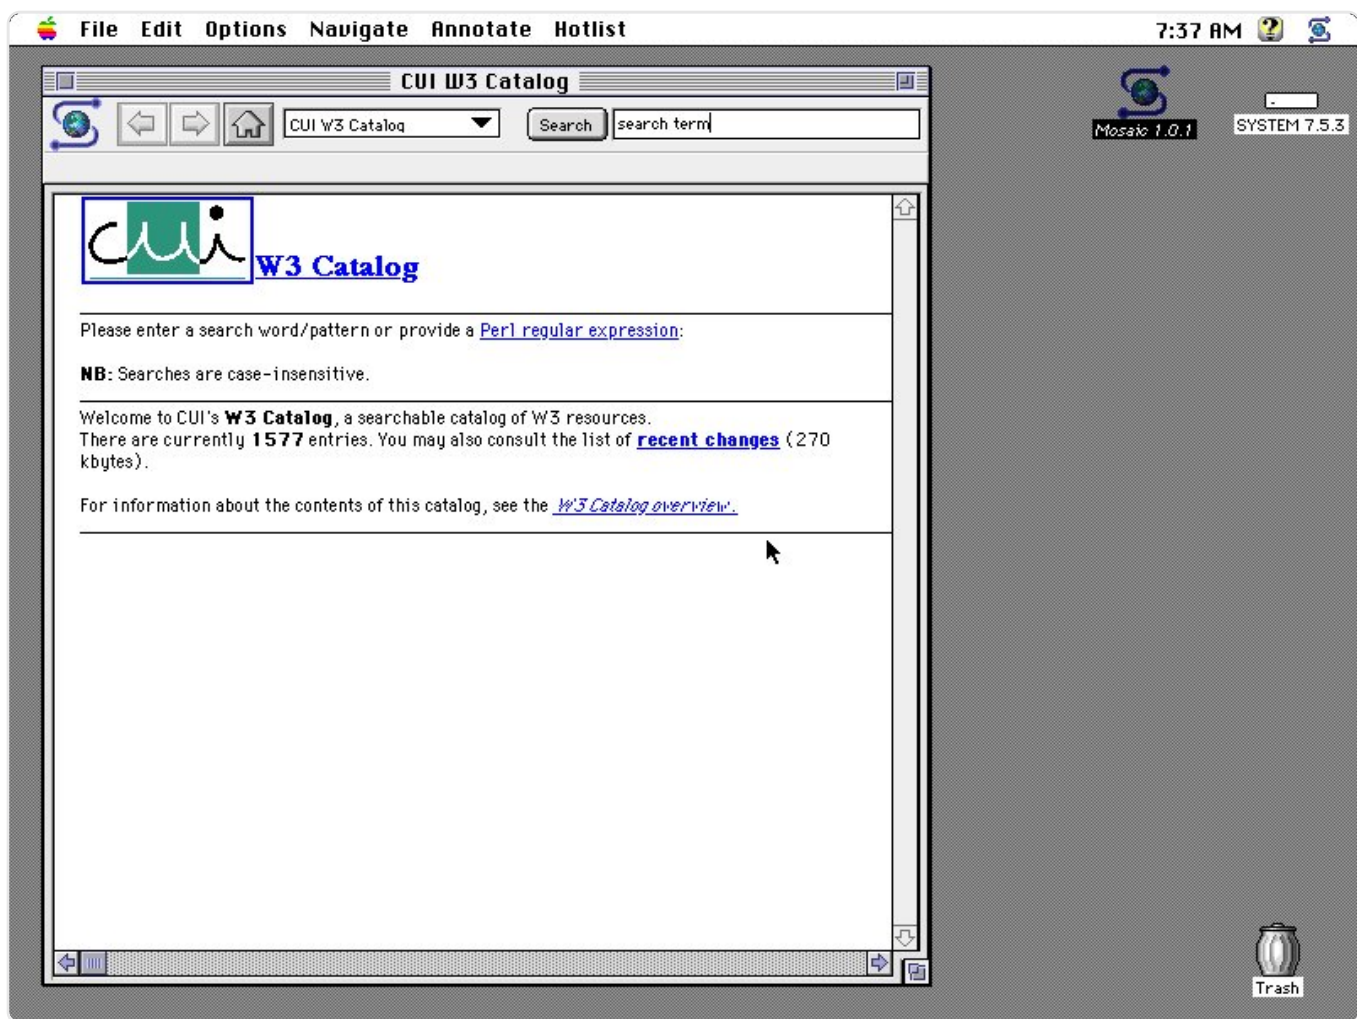 File Edit Options Navigate Annotate Hotlist 7:37 AM
CUI W3 Catalog
CUI W3 Catalog Search search term
Mosaic 1.0.1
SYSTEM 7.5.3
cui W3 Catalog
Please enter a search word/pattern or provide a Perl regular expression:
NB: Searches are case-insensitive.
Welcome to CUI's W3 Catalog, a searchable catalog of W3 resources.
There are currently 1577 entries. You may also consult the list of recent changes (270
kbytes).
For information about the contents of this catalog, see the W3 Catalog overview.
Trash